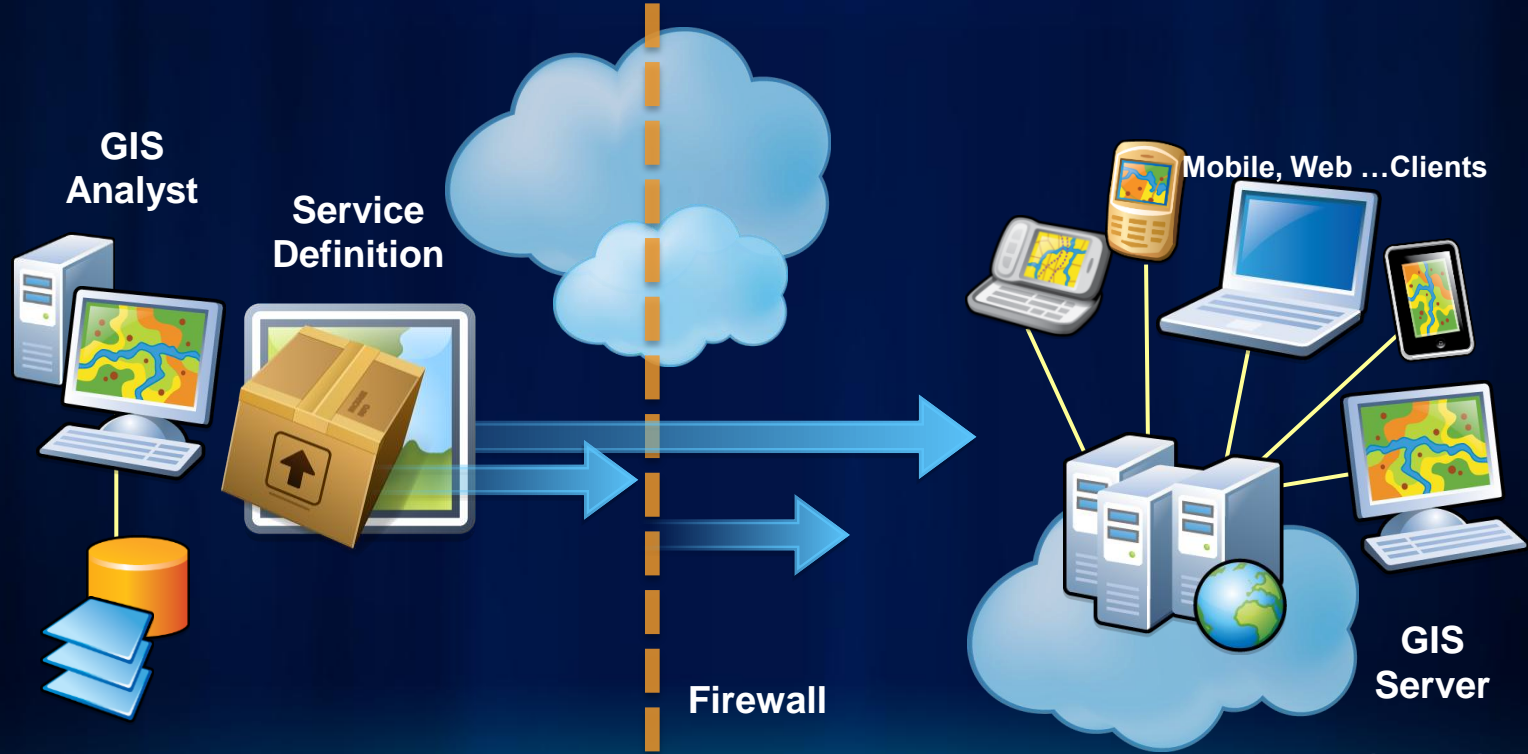 GIS
Analyst
Service
Definition
Mobile, Web …Clients
Firewall
GIS
Server